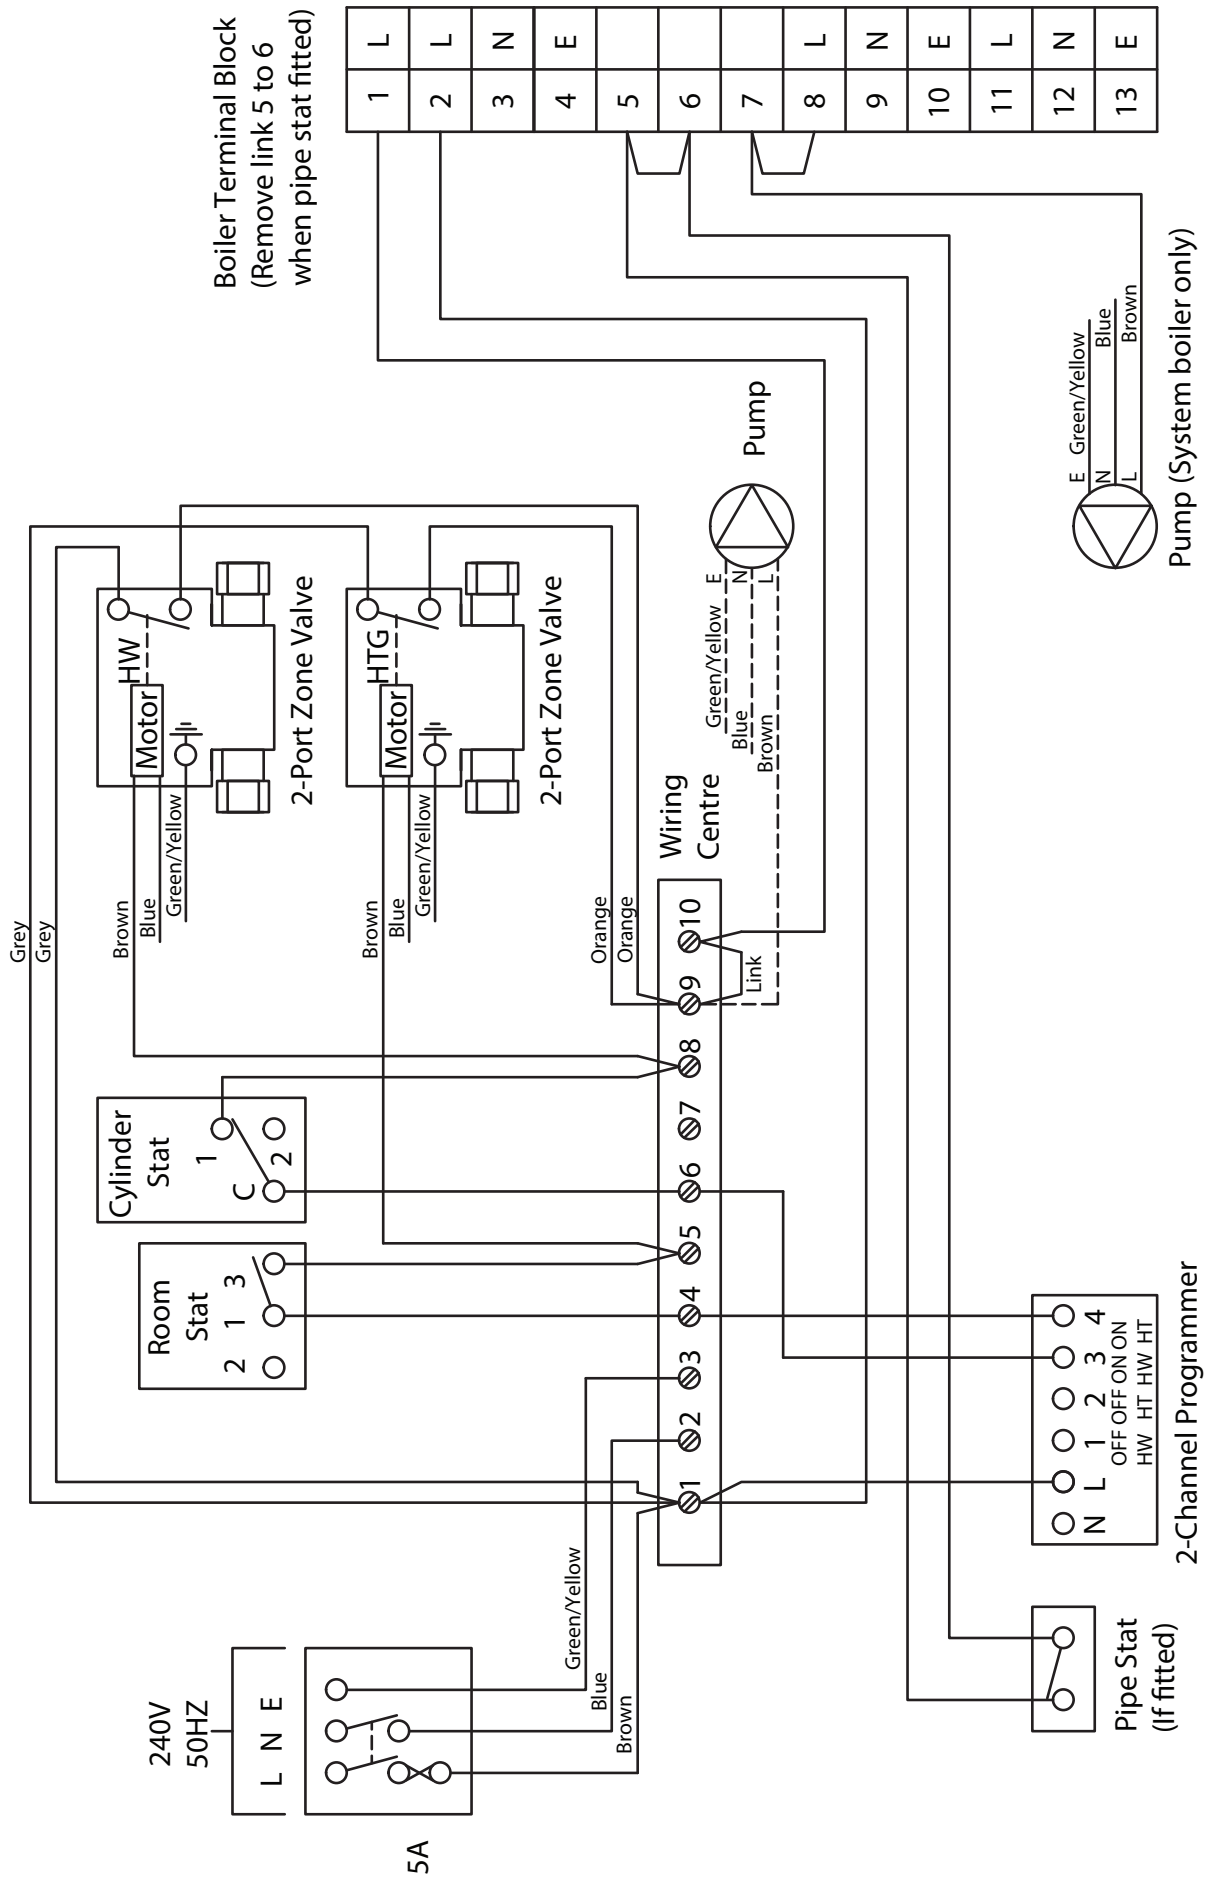 240V
50HZ
L N E
5A
Green/Yellow
Blue
Brown
Grey
Grey
Room
Stat
2 1 3
Cylinder
Stat
C 1
2
Brown
Blue
Green/Yellow
Motor
HW
2-Port Zone Valve
Brown
Blue
Green/Yellow
Motor
HTG
2-Port Zone Valve
Orange
Orange
Wiring
Centre
1 2 3 4 5 6 7 8 9 10
Link
Green/Yellow
Blue
Brown
E
N
L
Pump
Boiler Terminal Block
(Remove link 5 to 6
when pipe stat fitted)
1 L
2 L
3 N
4 E
5
6
7
8 L
9 N
10 E
11 L
12 N
13 E
Pipe Stat
(If fitted)
N L 1 2 3 4
OFF OFF ON ON
HW HT HW HT
2-Channel Programmer
E Green/Yellow
N Blue
L Brown
Pump (System boiler only)